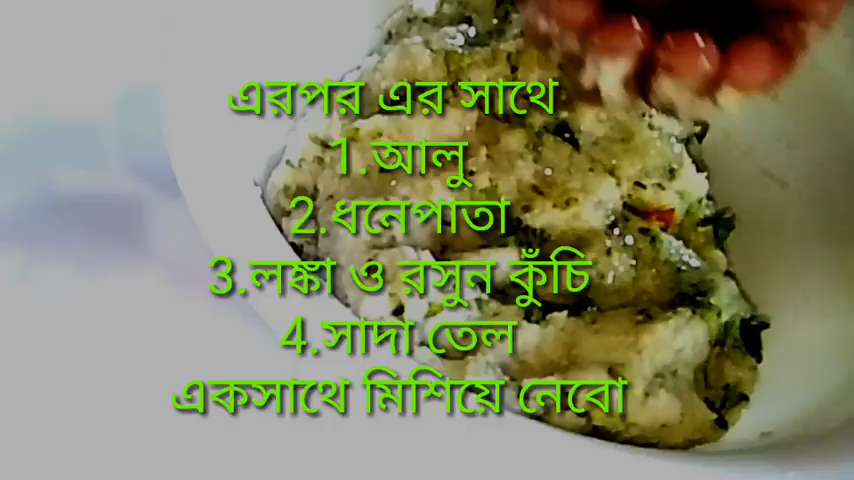 এরপর এর সাথে
1.আলু
2.ধনেপাতা
3.লঙ্কা ও রসুন কুঁচি
4.সাদা তেল
একসাথে মিশিয়ে নেবো